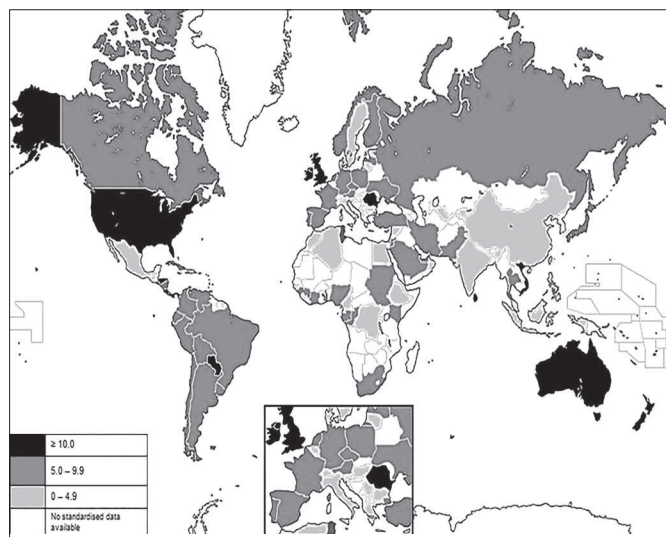 ≥ 10.0
5.0 – 9.9
0 – 4.9
No standardised data
available